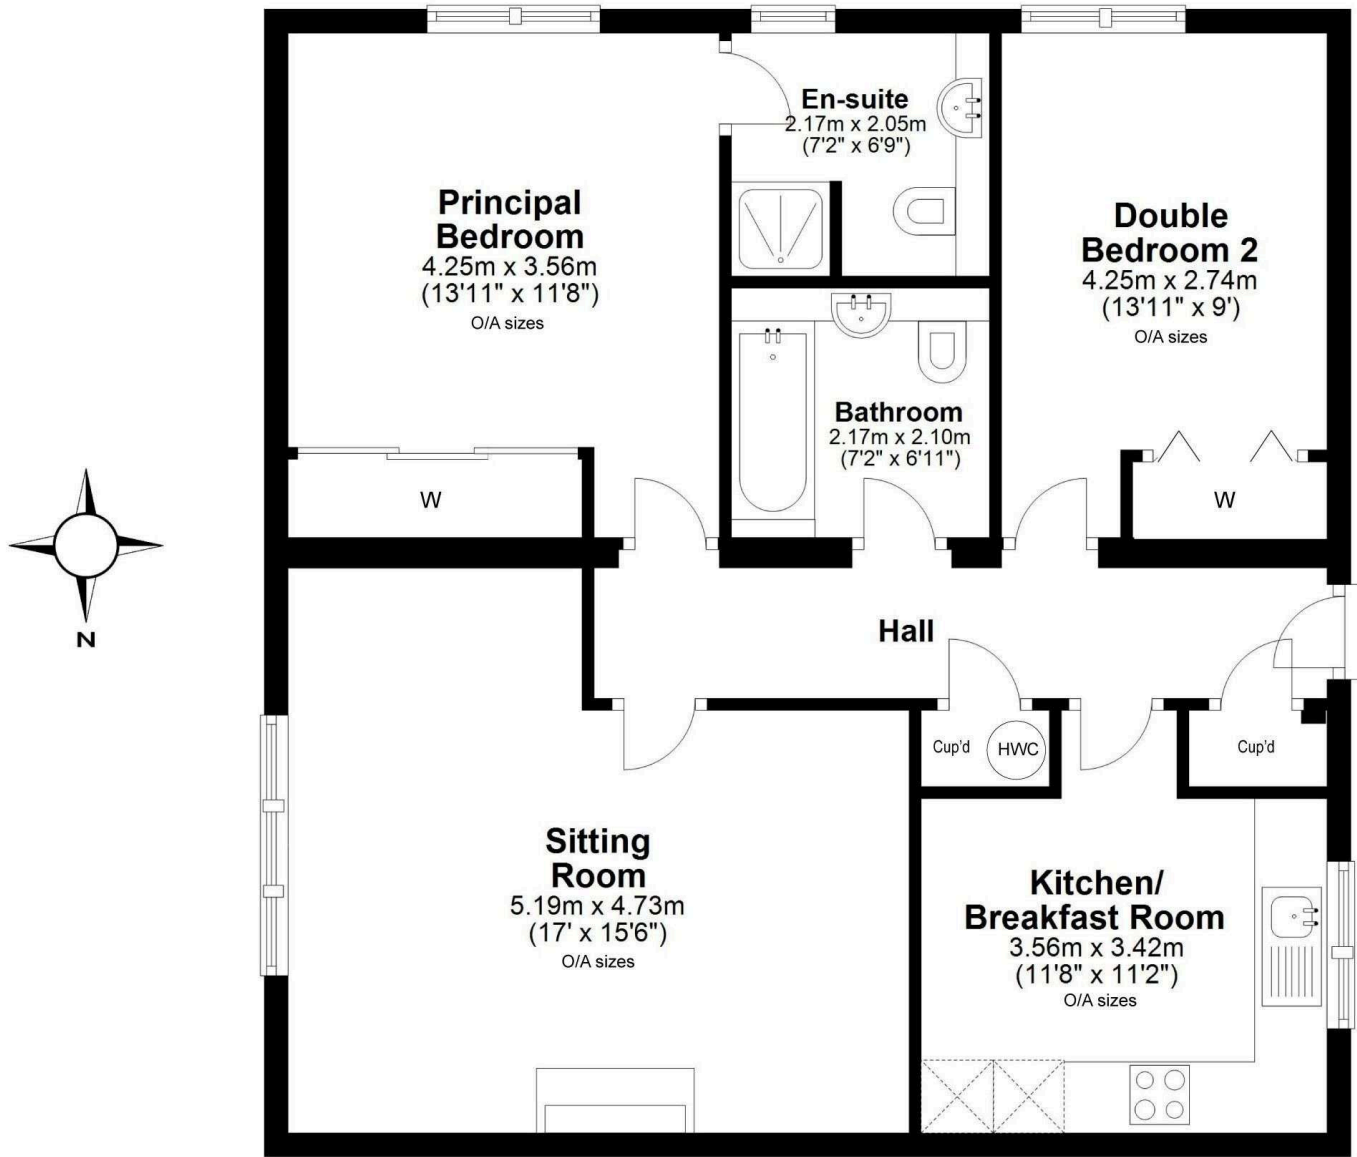 En-suite
2.17m x 2.05m
(7'2" x 6'9")
Principal
Bedroom
4.25m x 3.56m
(13'11" x 11'8")
O/A sizes
Double
Bedroom 2
4.25m x 2.74m
(13'11" x 9')
O/A sizes
Bathroom
2.17m x 2.10m
(7'2" x 6'11")
W
W
N
Hall
Cup'd
HWC
Cup'd
Sitting
Room
5.19m x 4.73m
(17' x 15'6")
O/A sizes
Kitchen/
Breakfast Room
3.56m x 3.42m
(11'8" x 11'2")
O/A sizes